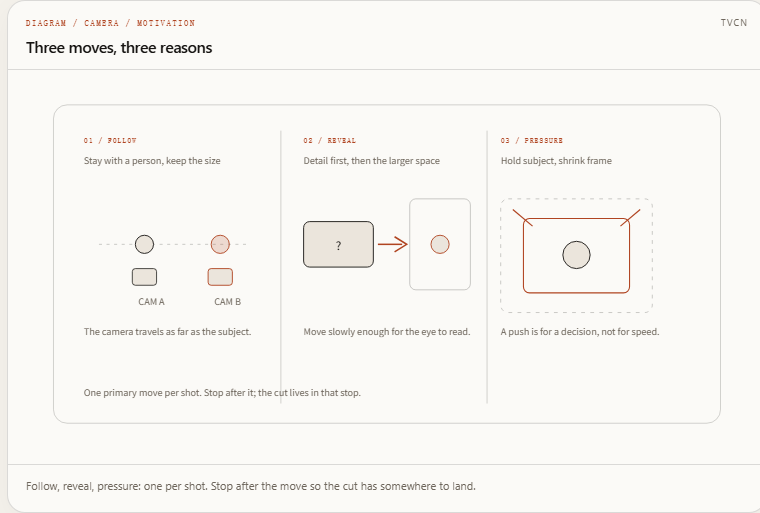 DIAGRAM / CAMERA / MOTIVATION
TVCN
Three moves, three reasons
01 / FOLLOW
Stay with a person, keep the size
CAM A
CAM B
The camera travels as far as the subject.
02 / REVEAL
Detail first, then the larger space
?
Move slowly enough for the eye to read.
03 / PRESSURE
Hold subject, shrink frame
A push is for a decision, not for speed.
One primary move per shot. Stop after it; the cut lives in that stop.
Follow, reveal, pressure: one per shot. Stop after the move so the cut has somewhere to land.